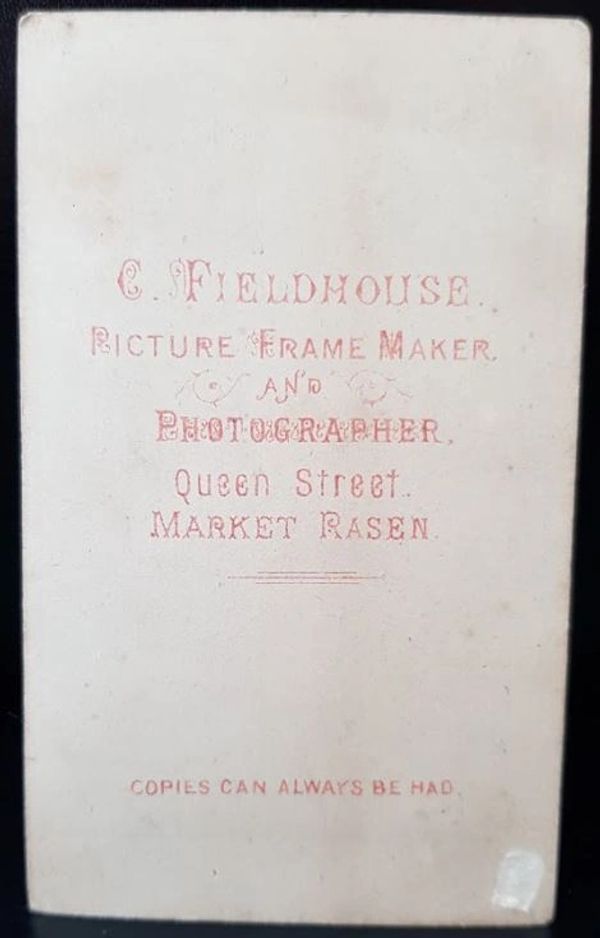 C. FIELDHOUSE.
PICTURE FRAME MAKER.
AND
PHOTOGRAPHER,
Queen Street.
MARKET RASEN.
COPIES CAN ALWAYS BE HAD.